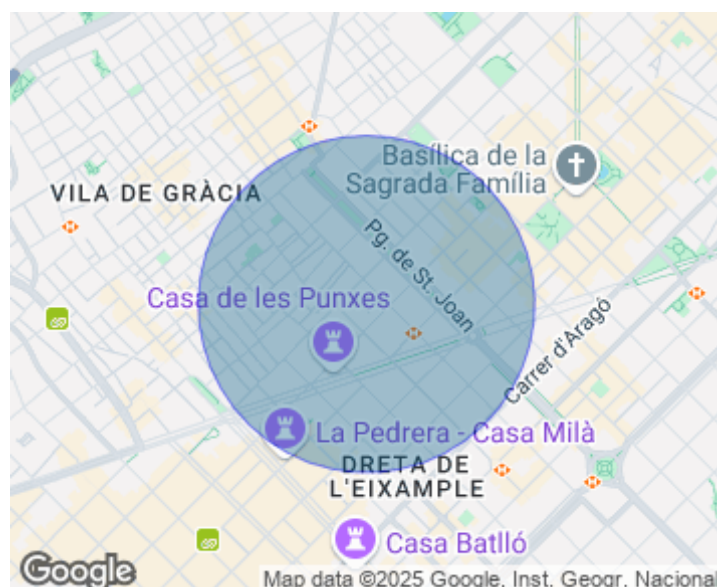 Basílica de la
Sagrada Família
VILA DE GRÀCIA
Pg. de St. Joan
Casa de les Punxes
Carrer d'Aragó
La Pedrera - Casa Milà
DRETA DE
L'EIXAMPLE
Casa Batlló
Google
Map data ©2025 Google, Inst. Geogr. Nacional